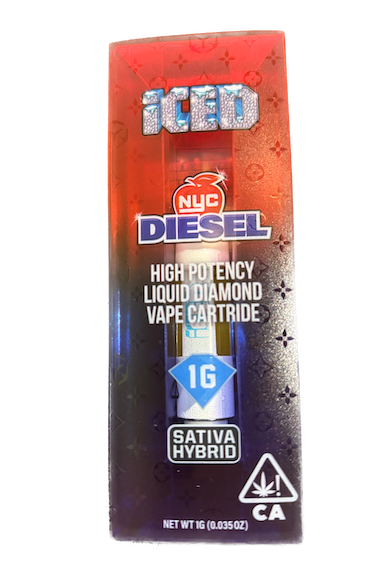 iCED
NYC
DIESEL
HIGH POTENCY
LIQUID DIAMOND
VAPE CARTRIDE
1G
SATIVA
HYBRID
!
CA
NET WT 1G (0.035OZ)